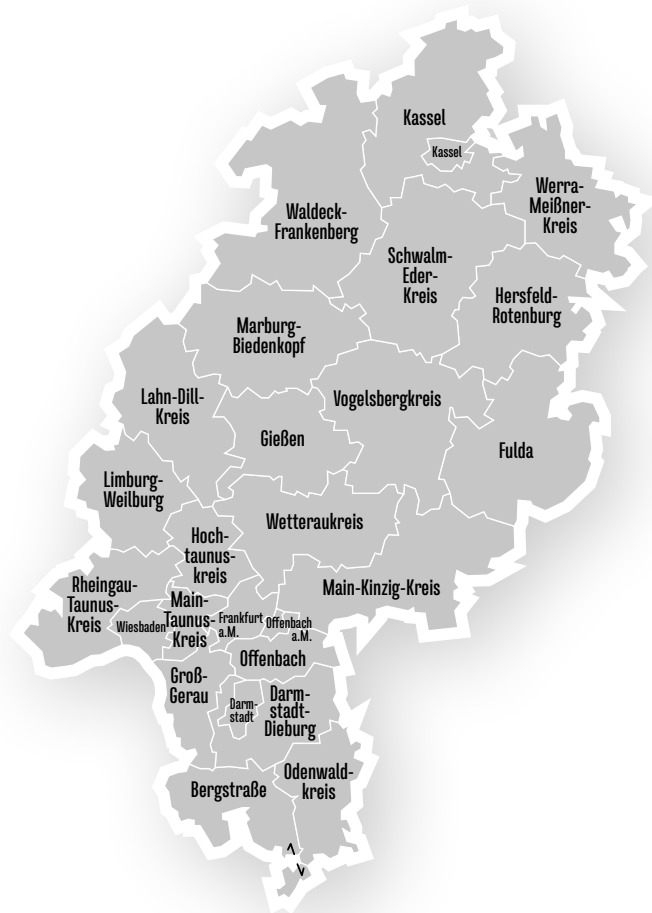 Kassel
Kassel
Werra-
Meißner-
Kreis
Waldeck-
Frankenberg
Schwalm-
Eder-
Kreis
Hersfeld-
Rotenburg
Marburg-
Biedenkopf
Lahn-Dill-
Kreis
Vogelsbergkreis
Gießen
Fulda
Limburg-
Weilburg
Wetteraukreis
Hoch-
taunus-
kreis
Rheingau-
Taunus-
Kreis
Main-Kinzig-Kreis
Wiesbaden
Main-
Taunus-
Kreis
Frankfurt
a.M.
Offenbach
a.M.
Offenbach
Groß-
Gerau
Darm-
stadt
Darm-
stadt-
Dieburg
Bergstraße
Odenwald-
kreis